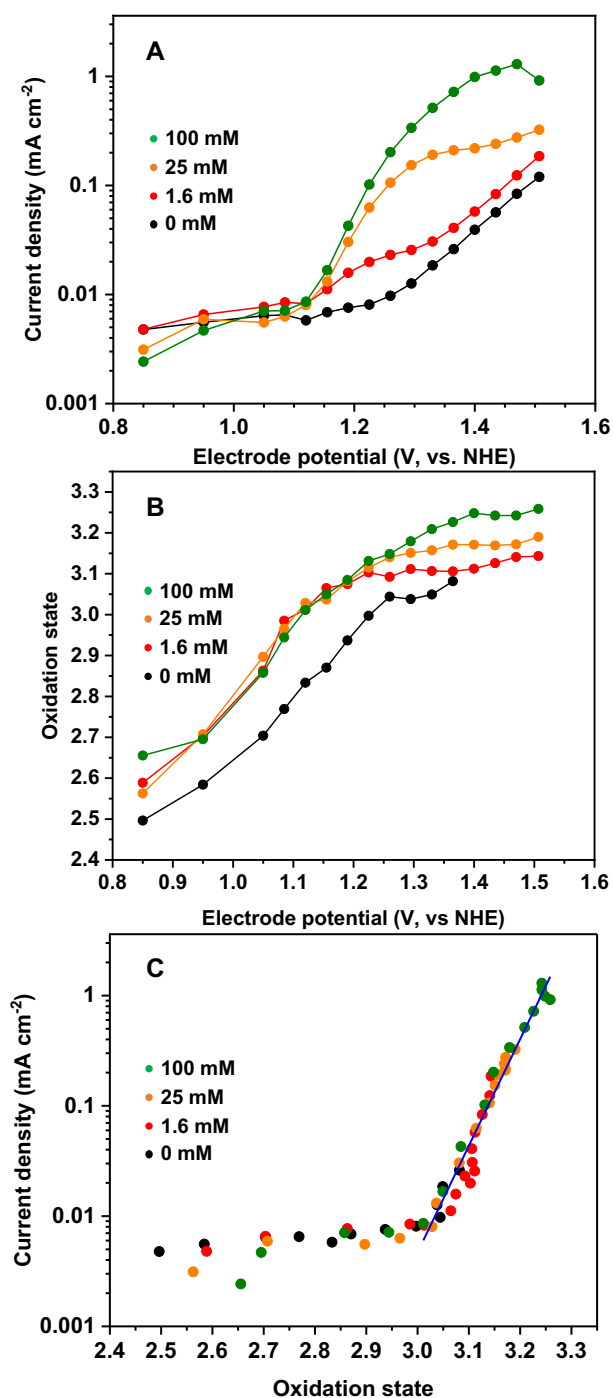 A
Current density (mA cm⁻²)
1
0.1
0.01
0.001
100 mM
25 mM
1.6 mM
0 mM
0.8 1.0 1.2 1.4 1.6
Electrode potential (V, vs. NHE)
B
Oxidation state
3.3
3.2
3.1
3.0
2.9
2.8
2.7
2.6
2.5
2.4
100 mM
25 mM
1.6 mM
0 mM
0.8 0.9 1.0 1.1 1.2 1.3 1.4 1.5 1.6
Electrode potential (V, vs NHE)
C
Current density (mA cm⁻²)
1
0.1
0.01
0.001
100 mM
25 mM
1.6 mM
0 mM
2.4 2.5 2.6 2.7 2.8 2.9 3.0 3.1 3.2 3.3
Oxidation state